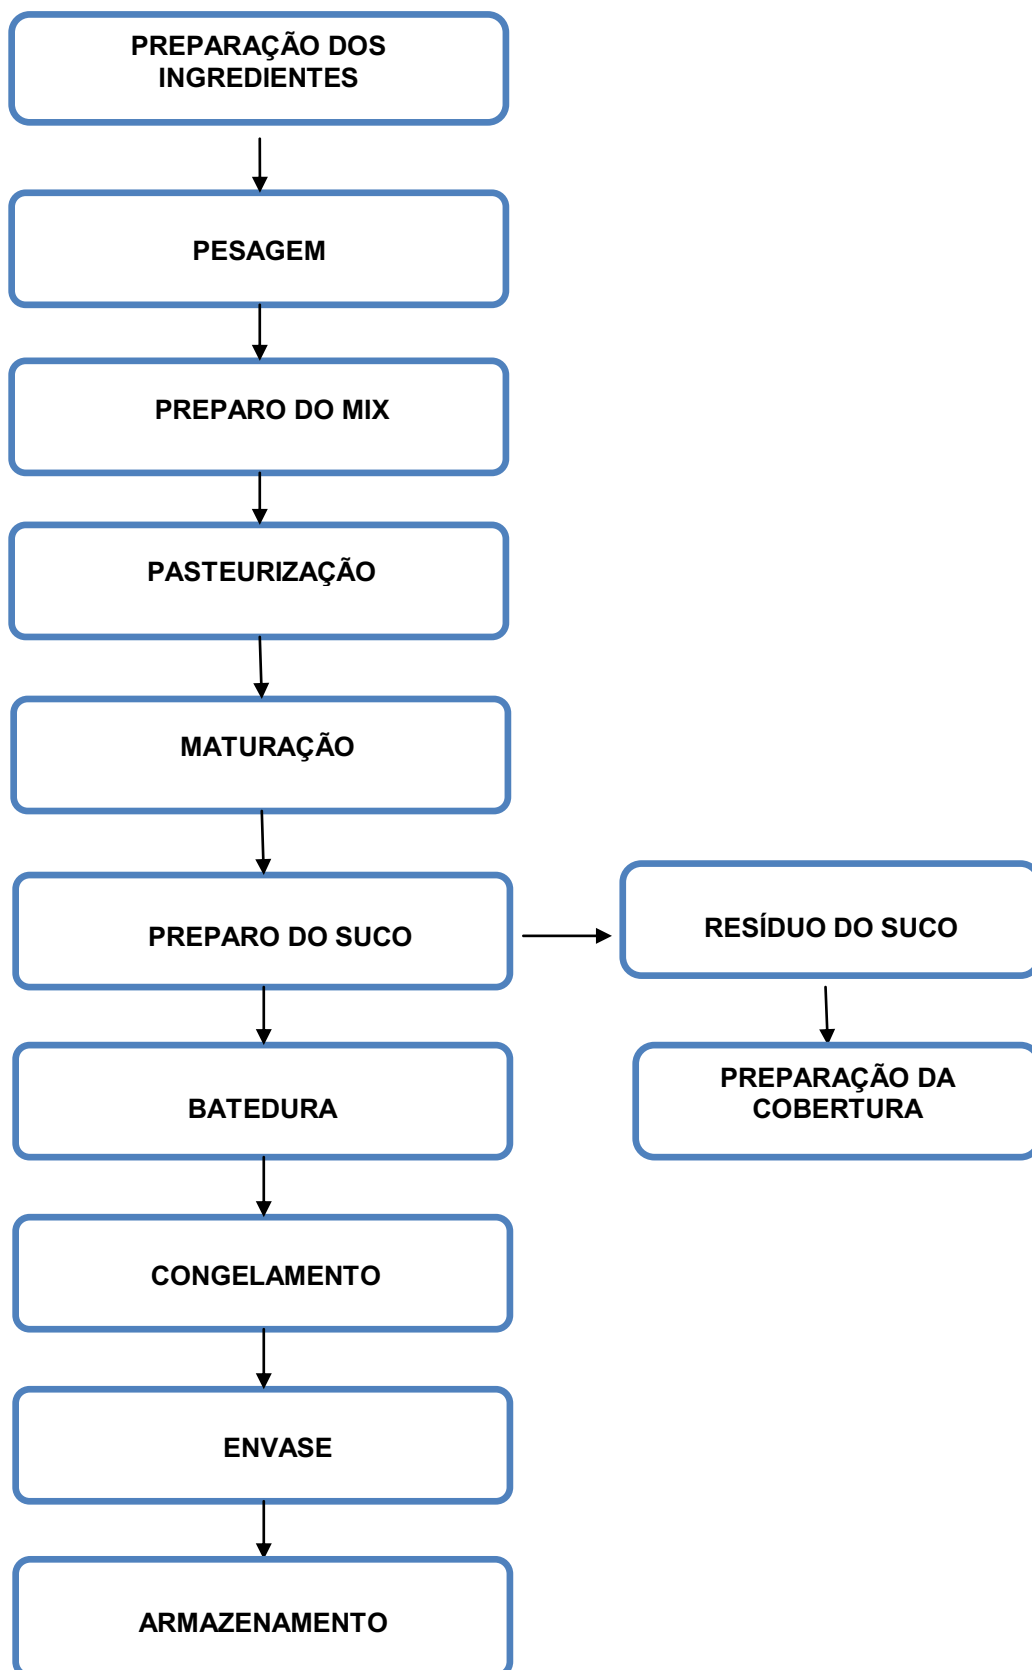 PREPARAÇÃO DOS
INGREDIENTES
PESAGEM
PREPARO DO MIX
PASTEURIZAÇÃO
MATURAÇÃO
PREPARO DO SUCO
RESÍDUO DO SUCO
BATEDURA
PREPARAÇÃO DA
COBERTURA
CONGELAMENTO
ENVASE
ARMAZENAMENTO